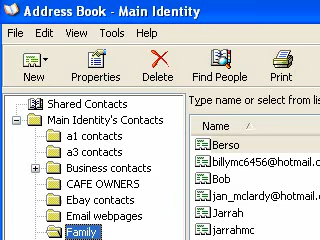 Address Book - Main Identity
File Edit View Tools Help
New Properties Delete Find People Print
Shared Contacts
Main Identity's Contacts
a1 contacts
a3 contacts
Business contacts
CAFE OWNERS
Ebay contacts
Email webpages
Family
Type name or select from lis
Name
Berso
billymc6456@hotmail.c
Bob
jan_mclardy@hotmail.
Jarrah
jarrahmc